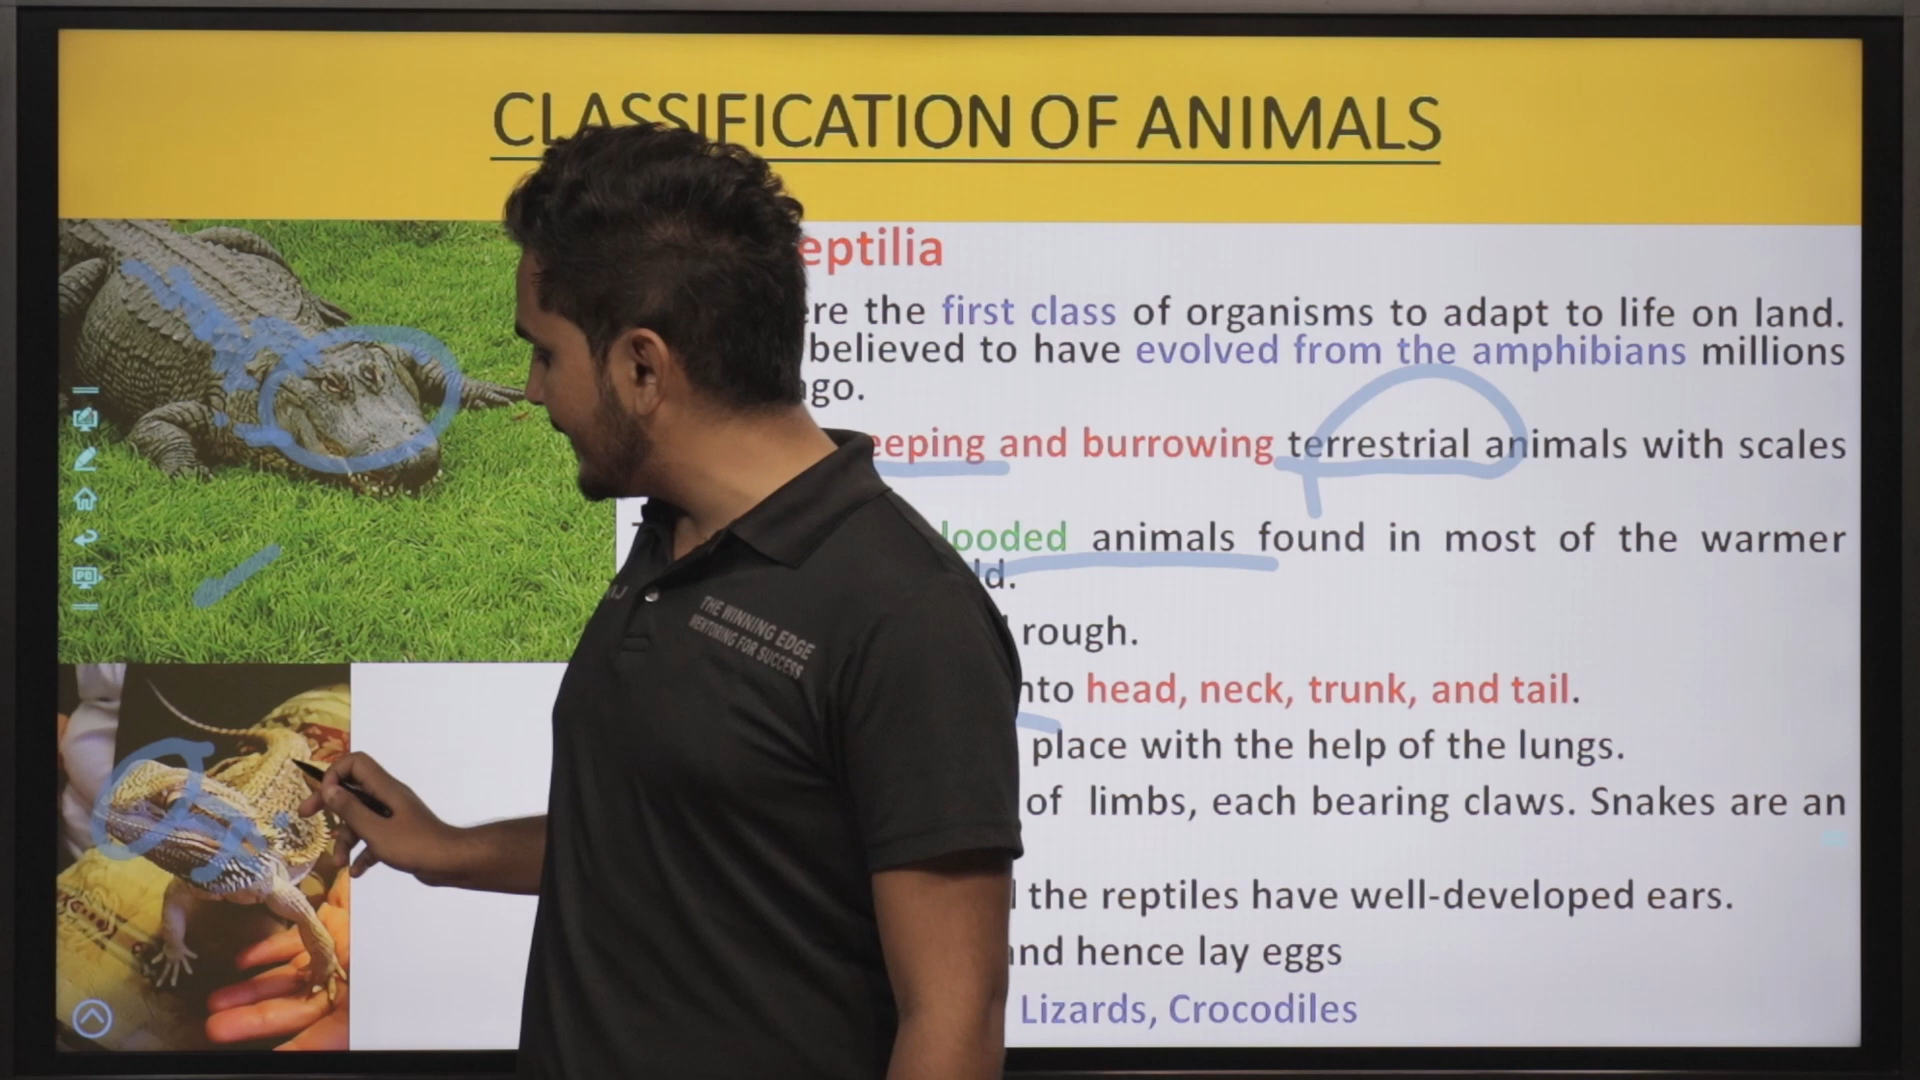 CLASSIFICATION OF ANIMALS
eptilia
re the first class of organisms to adapt to life on land.
believed to have evolved from the amphibians millions
go.
eeping and burrowing terrestrial animals with scales
looded animals found in most of the warmer
ld.
rough.
nto head, neck, trunk, and tail.
place with the help of the lungs.
of limbs, each bearing claws. Snakes are an
the reptiles have well-developed ears.
nd hence lay eggs
Lizards, Crocodiles
THE WINNING EDGE
MENTORING FOR SUCCESS